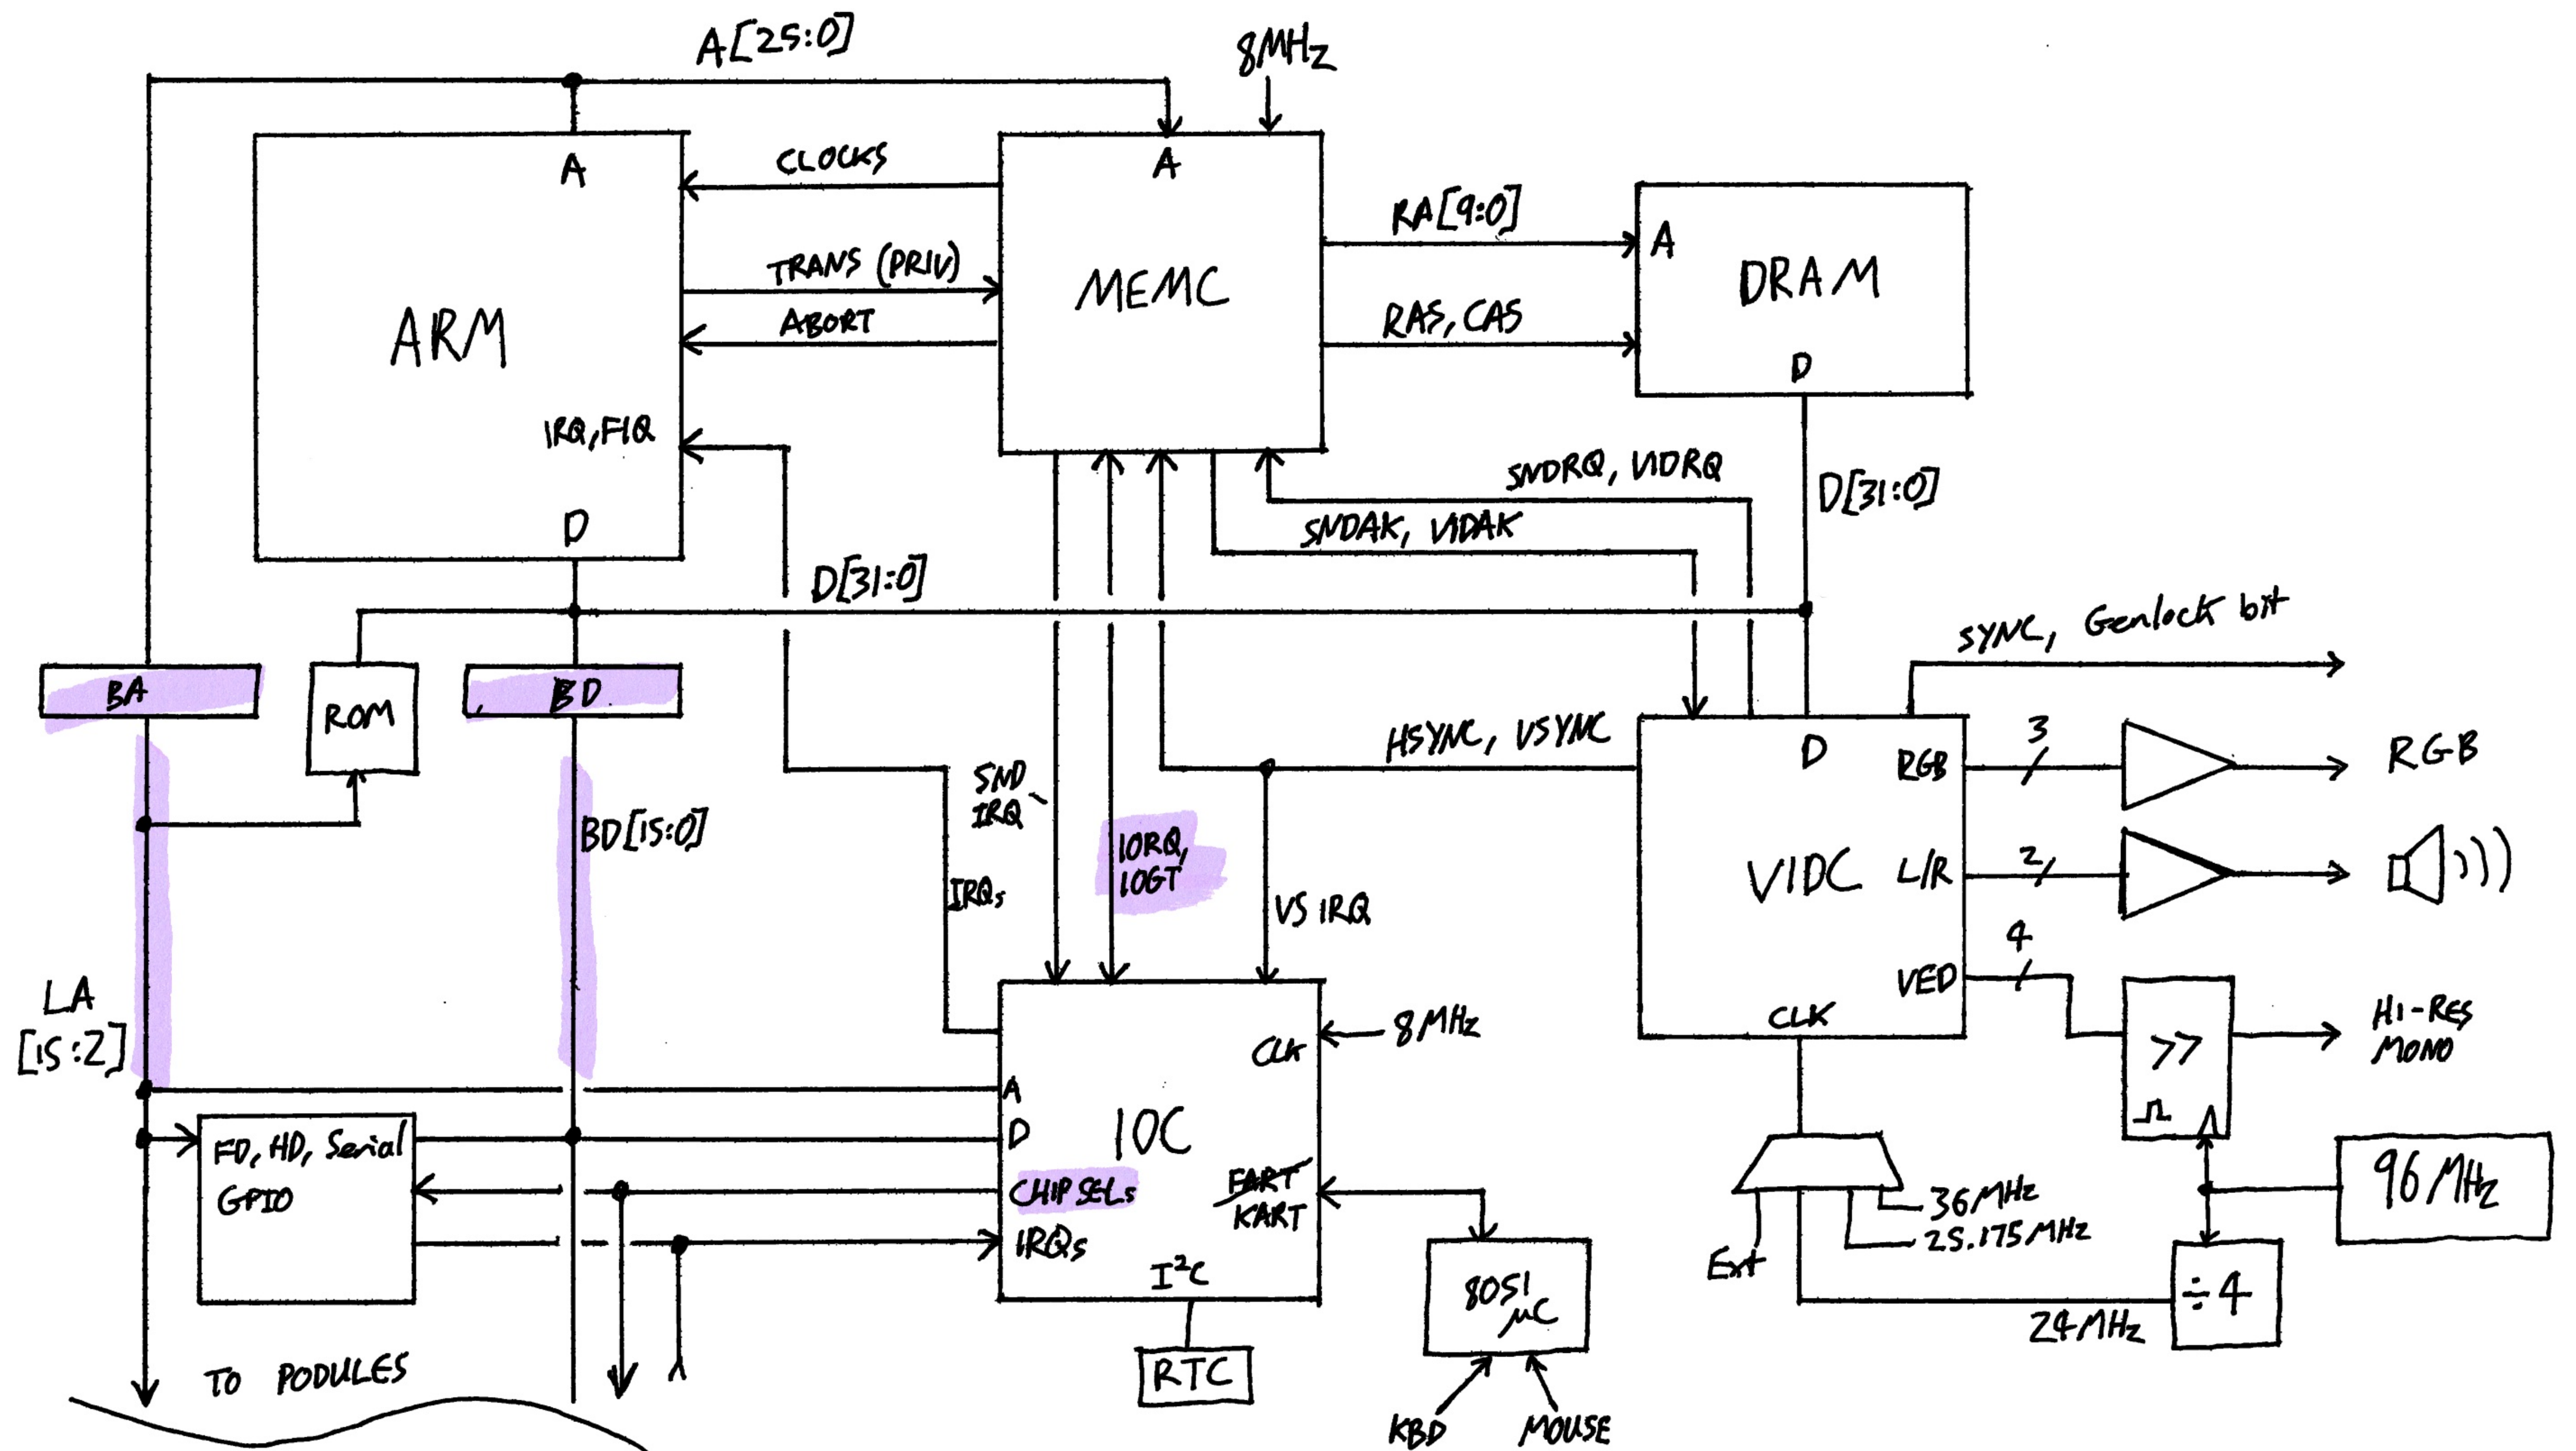 A[25:0]
8MHz
A
CLOCKS
A
TRANS (PRIV)
ABORT
ARM
MEMC
RA[9:0]
A
DRAM
RAS, CAS
D
IRQ, FIQ
D
SNDRQ, VIDRQ
SNDAK, VIDAK
D[31:0]
D[31:0]
SYNC, Genlock bit
BA
ROM
BD
HSYNC, VSYNC
D
RGB
3
RGB
SND
IRQ
BD[15:0]
IORQ,
IOGT
IRQs
VS IRQ
VIDC
L/R
2
VED
4
CLK
LA
[15:2]
8MHz
CLK
HI-RES
MONO
>>
A
D
IOC
FD, HD, Serial
GPIO
CHIP SELs
IRQs
FART
KART
I²C
36MHz
25.175MHz
Ext
96MHz
÷4
24MHz
8051
μC
RTC
TO PODULES
KBD
MOUSE